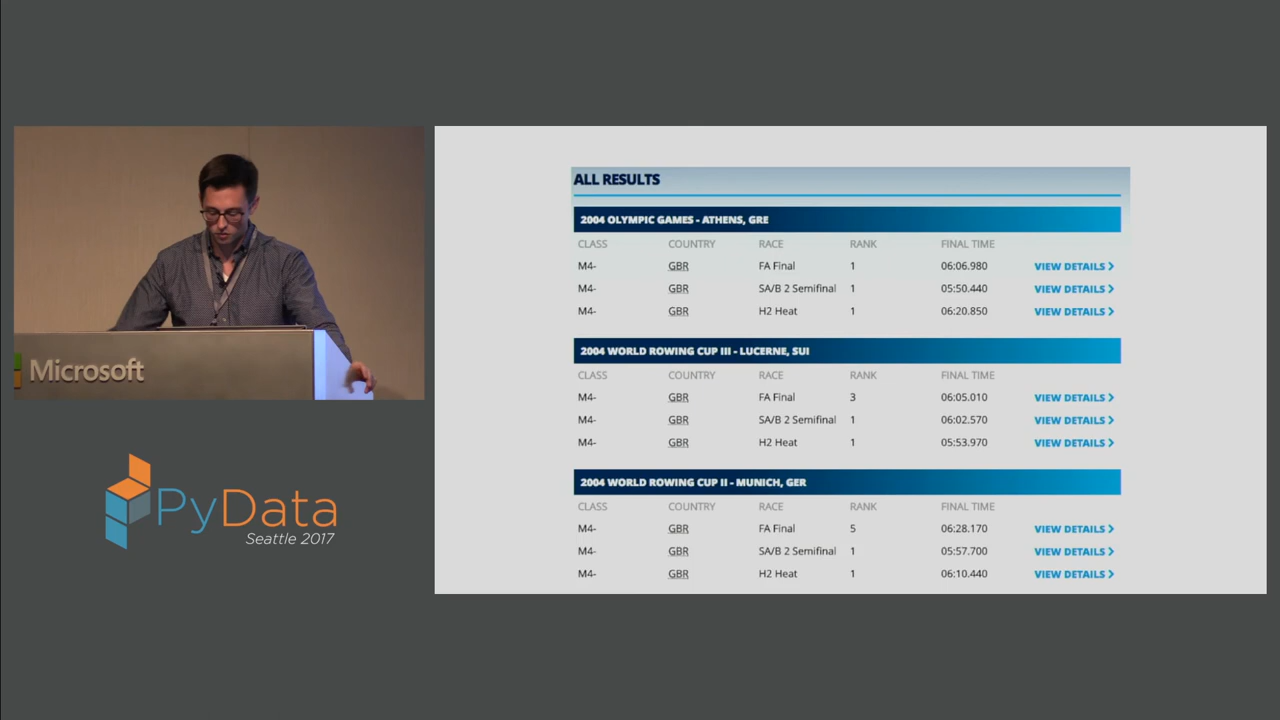 Microsoft
PyData
Seattle 2017
ALL RESULTS
2004 OLYMPIC GAMES - ATHENS, GRE
CLASS COUNTRY RACE RANK FINAL TIME
M4- GBR FA Final 1 06:06.980 VIEW DETAILS
M4- GBR SA/B 2 Semifinal 1 05:50.440 VIEW DETAILS
M4- GBR H2 Heat 1 06:20.850 VIEW DETAILS
2004 WORLD ROWING CUP III - LUCERNE, SUI
CLASS COUNTRY RACE RANK FINAL TIME
M4- GBR FA Final 3 06:05.010 VIEW DETAILS
M4- GBR SA/B 2 Semifinal 1 06:02.570 VIEW DETAILS
M4- GBR H2 Heat 1 05:53.970 VIEW DETAILS
2004 WORLD ROWING CUP II - MUNICH, GER
CLASS COUNTRY RACE RANK FINAL TIME
M4- GBR FA Final 5 06:28.170 VIEW DETAILS
M4- GBR SA/B 2 Semifinal 1 05:57.700 VIEW DETAILS
M4- GBR H2 Heat 1 06:10.440 VIEW DETAILS